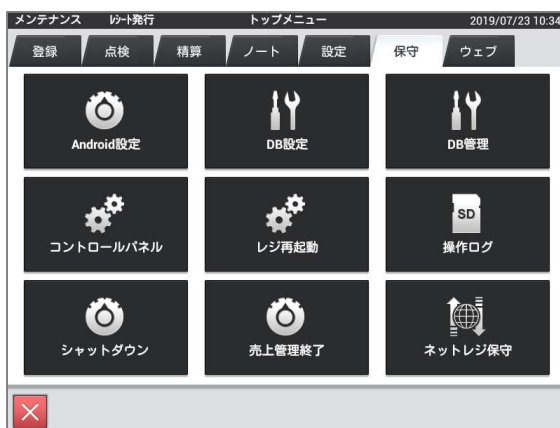 メンテナンス ﾚｼｰﾄ発行 トップメニュー 2019/07/23 10:34
登録 点検 精算 ノート 設定 保守 ウェブ
Android設定 DB設定 DB管理
SD
コントロールパネル レジ再起動 操作ログ
シャットダウン 売上管理終了 ネットレジ保守